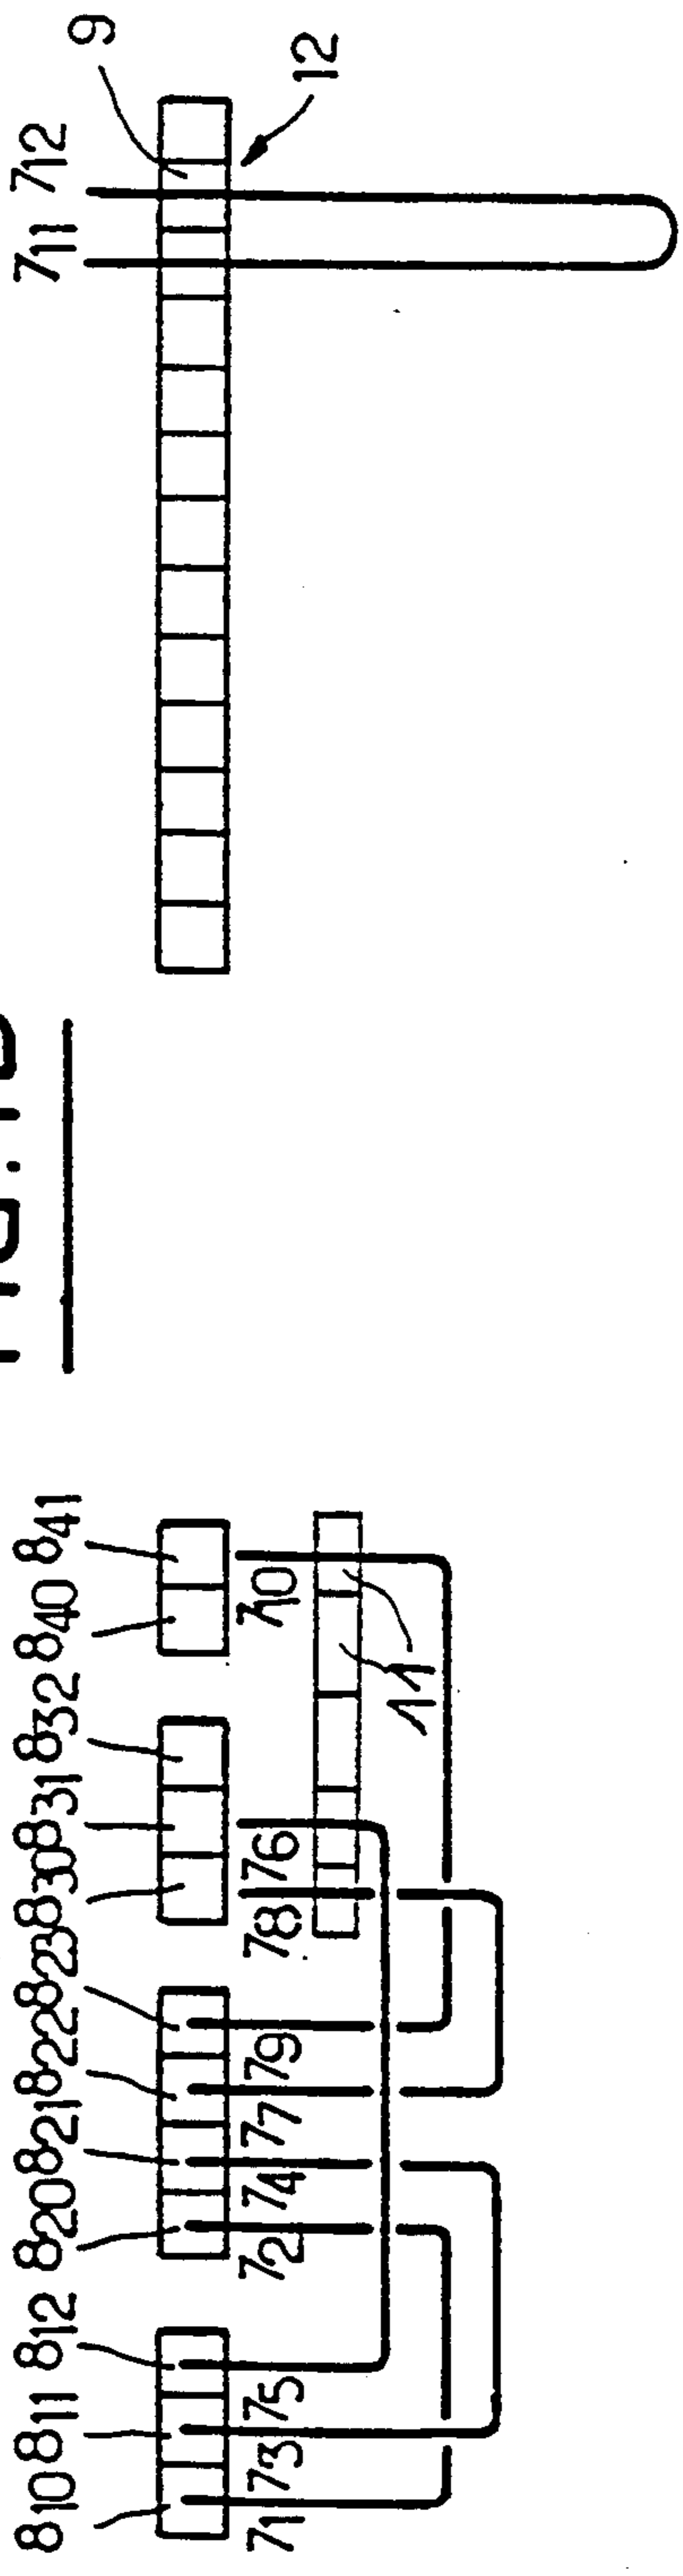 8₁₀ 8₁₁ 8₁₂ 8₂₀ 8₂₁ 8₂₂ 8₂₃ 8₃₀ 8₃₁ 8₃₂ 8₄₀ 8₄₁
7₁₁ 7₁₂
9
12
7₁ 7₃ 7₅ 7₂ 7₄ 7₇ 7₉ 7₈ 7₆ 7₁₀
11